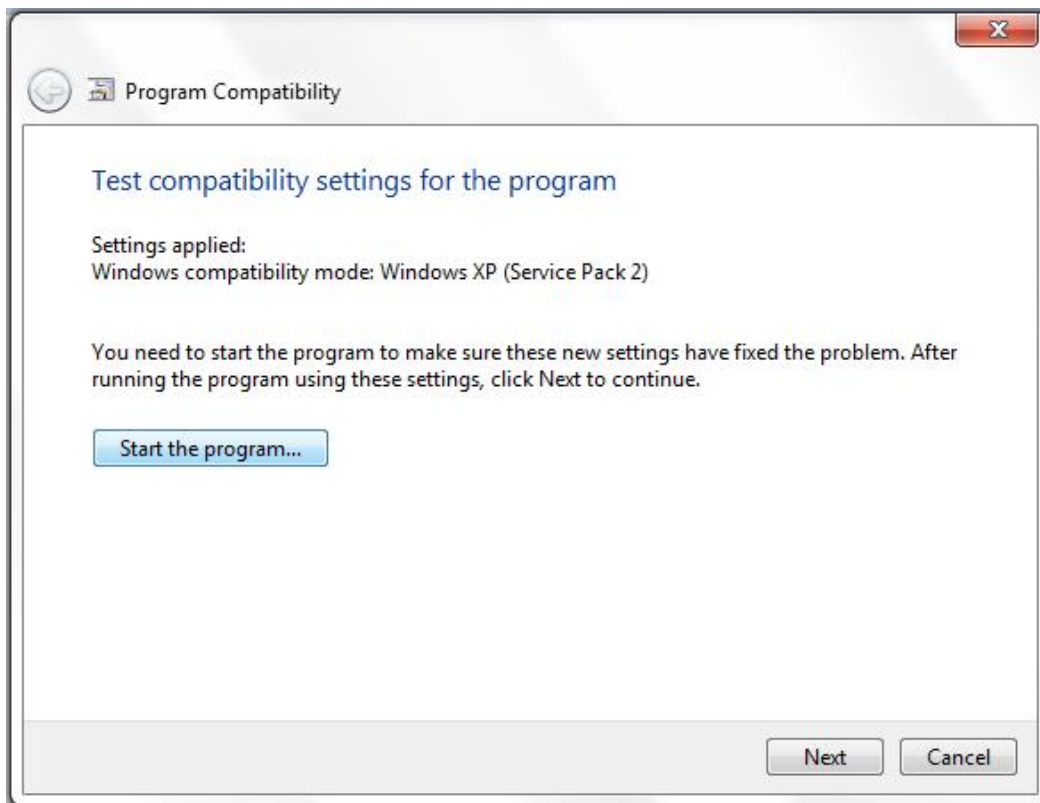 Program Compatibility
Test compatibility settings for the program
Settings applied:
Windows compatibility mode: Windows XP (Service Pack 2)
You need to start the program to make sure these new settings have fixed the problem. After
running the program using these settings, click Next to continue.
Start the program...
Next
Cancel